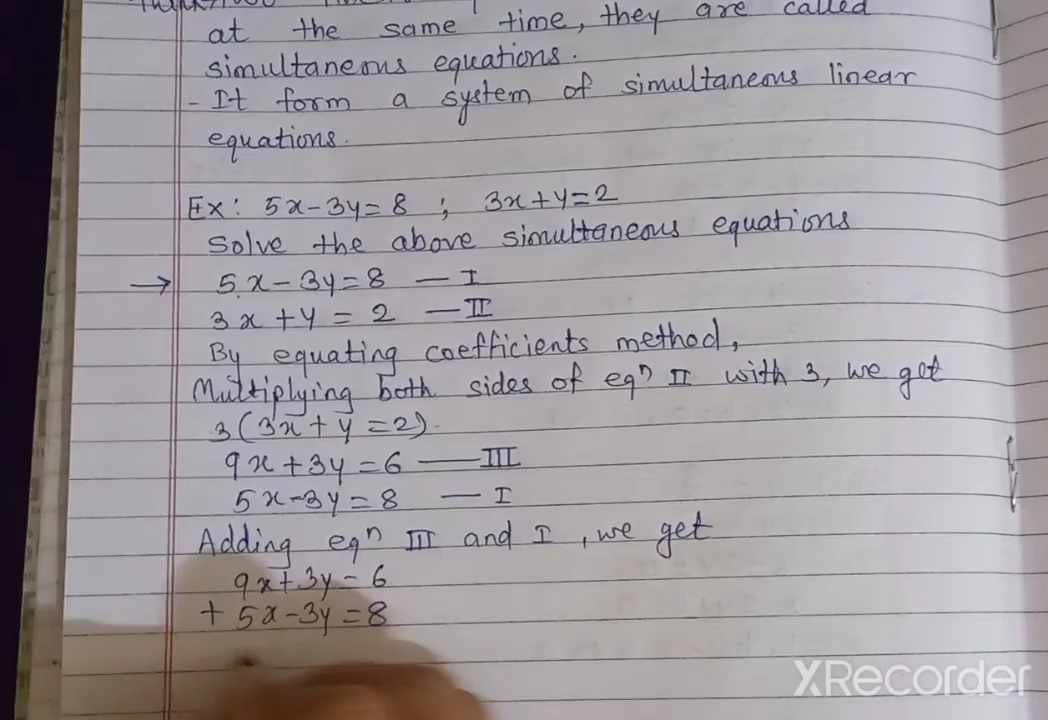 at the same time, they are called
simultaneous equations.
- It form a system of simultaneous linear
equations.
Ex: 5x-3y=8 ; 3x+y=2
Solve the above simultaneous equations
→ 5x-3y=8 — I
3x+y=2 — II
By equating coefficients method,
Multiplying both sides of eqⁿ II with 3, we get
3(3x+y=2).
9x+3y=6 — III
5x-3y=8 — I
Adding eqⁿ III and I, we get
9x+3y=6
+ 5x-3y=8
XRecorder